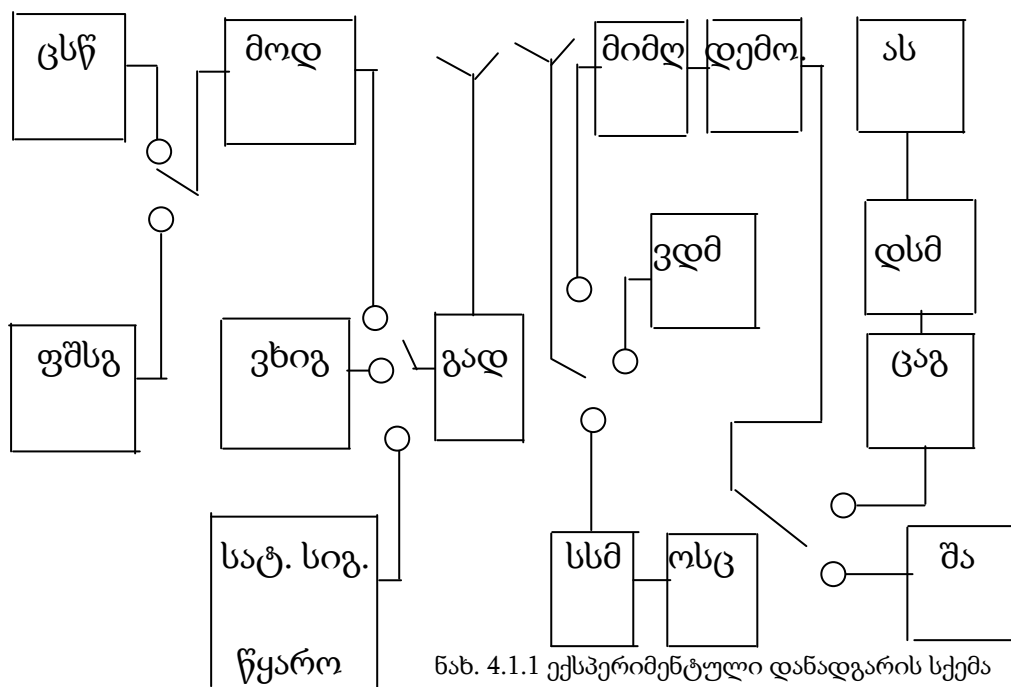 ცსწ
მოდ
მიმღ
დემო.
ას
ვდმ
დსმ
ფშსგ
ვხიგ
გად
ცაგ
სატ. სიგ.
წყარო
სსმ
ოსც
შა
ნახ. 4.1.1 ექსპერიმენტული დანადგარის სქემა